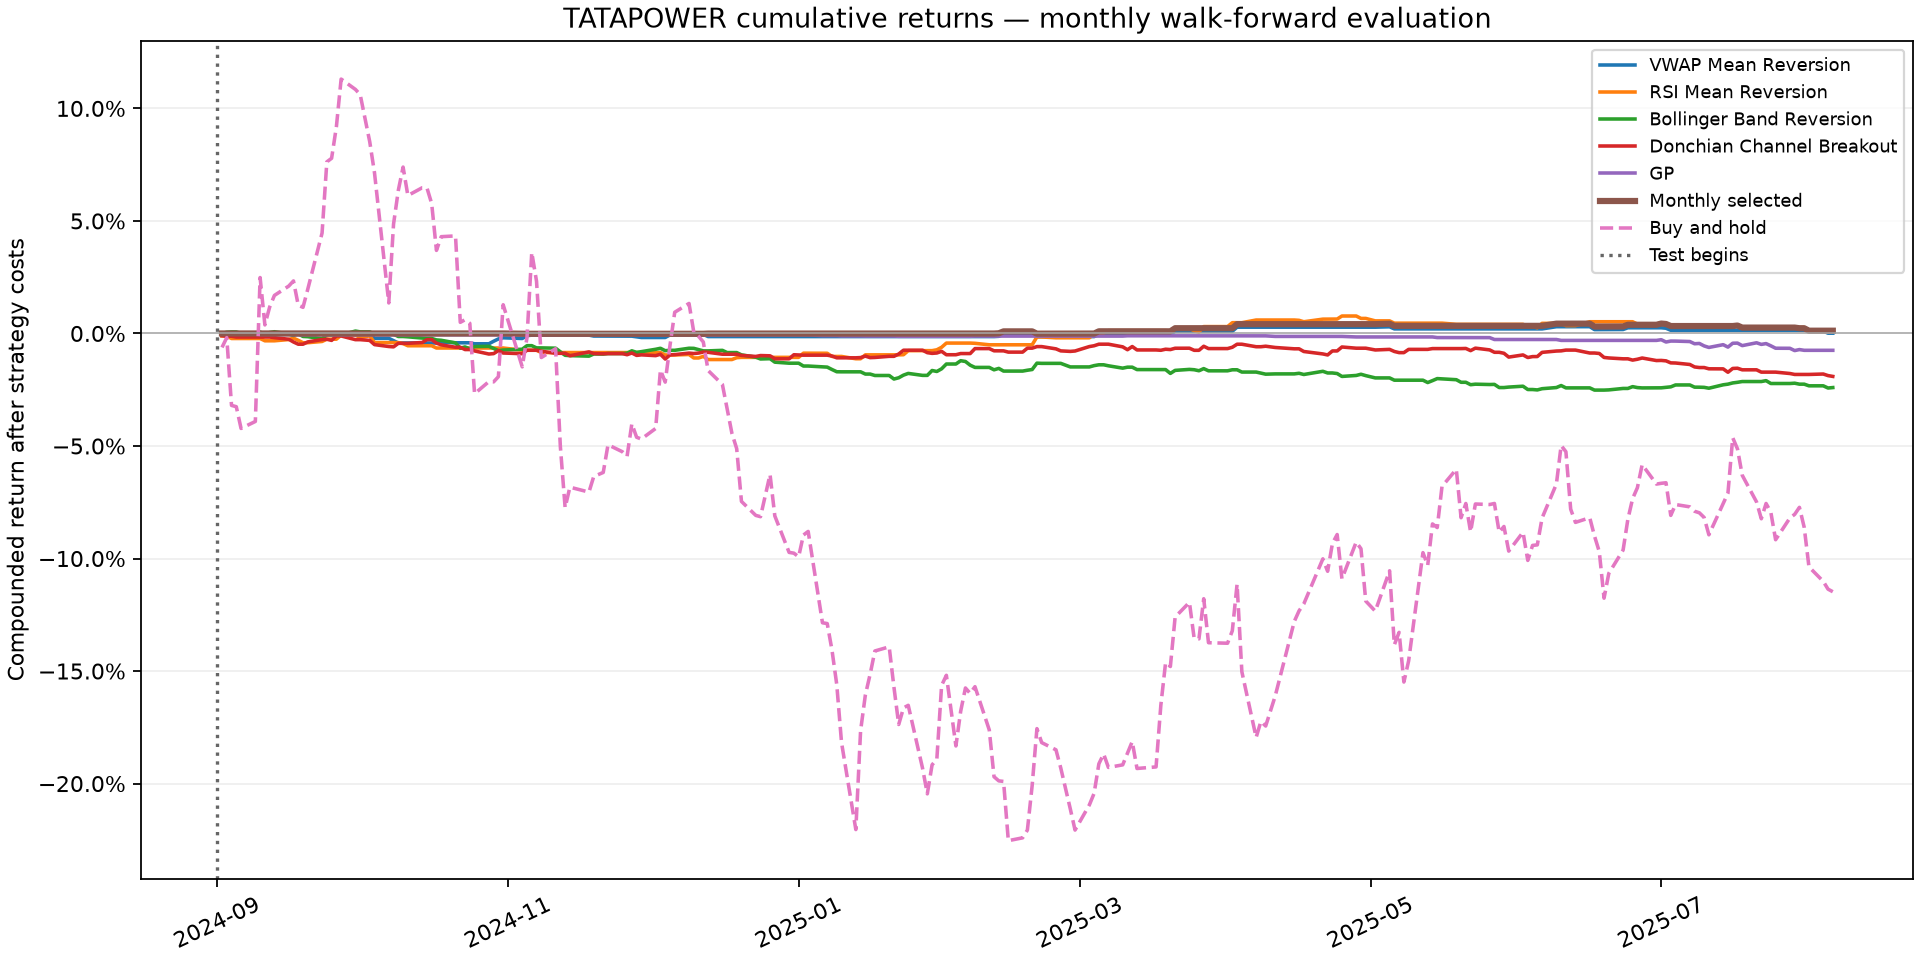 TATAPOWER cumulative returns — monthly walk-forward evaluation
Compounded return after strategy costs
10.0%
5.0%
0.0%
−5.0%
−10.0%
−15.0%
−20.0%
2024-09
2024-11
2025-01
2025-03
2025-05
2025-07
VWAP Mean Reversion
RSI Mean Reversion
Bollinger Band Reversion
Donchian Channel Breakout
GP
Monthly selected
Buy and hold
Test begins